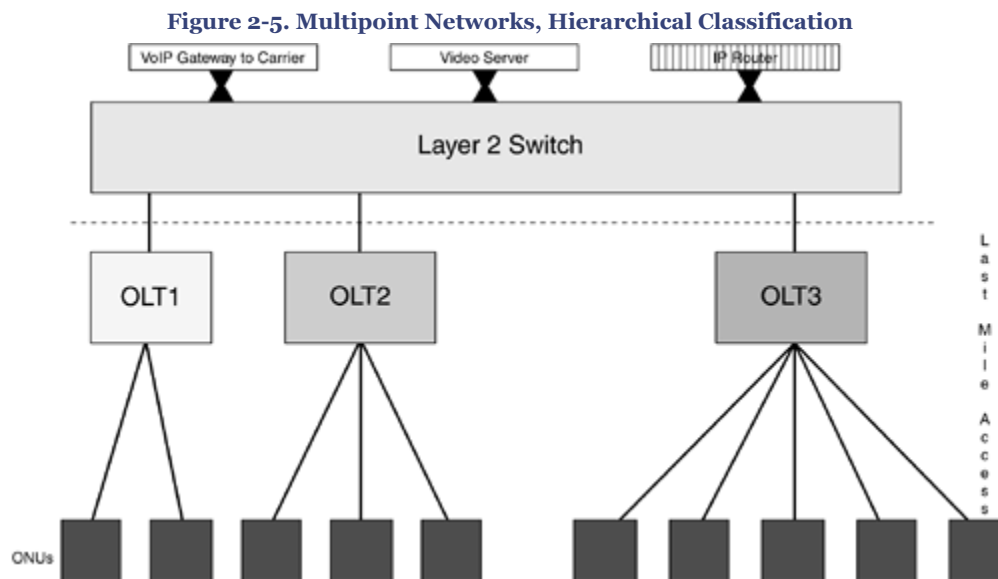 Figure 2-5. Multipoint Networks, Hierarchical Classification
VoIP Gateway to Carrier
Video Server
IP Router
Layer 2 Switch
OLT1
OLT2
OLT3
Last Mile Access
ONUs